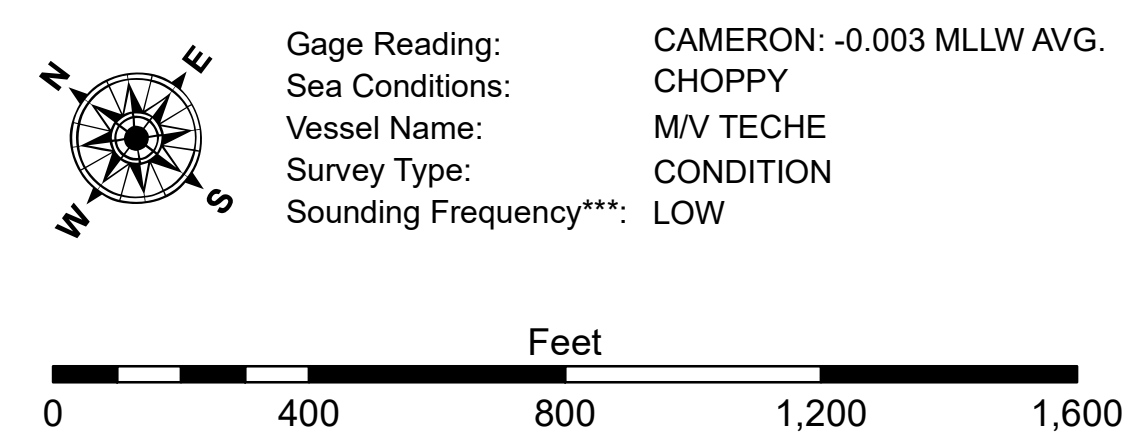 N
E
W
S
Gage Reading: CAMERON: -0.003 MLLW AVG.
Sea Conditions: CHOPPY
Vessel Name: M/V TECHE
Survey Type: CONDITION
Sounding Frequency***: LOW
Feet
0 400 800 1,200 1,600